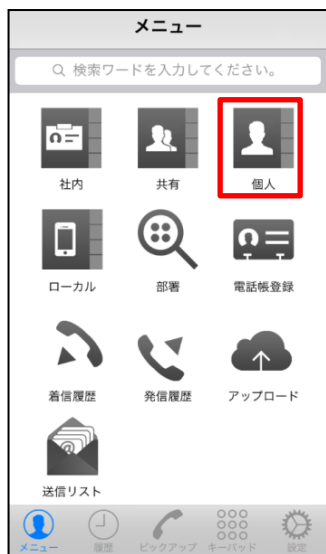 メニュー
検索ワードを入力してください。
社内 共有 個人
ローカル 部署 電話帳登録
着信履歴 発信履歴 アップロード
@
送信リスト
メニュー 履歴 ピックアップ キーパッド 設定